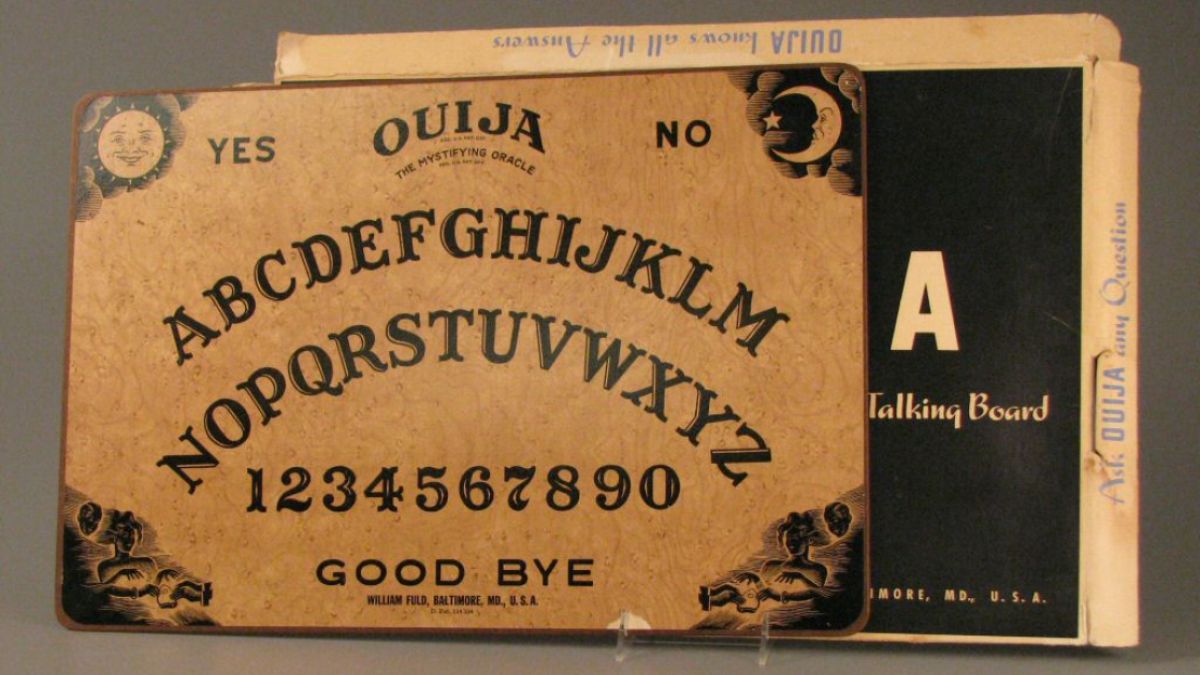 OUIJA knows all the Answers
YES
OUIJA
NO
THE MYSTIFYING ORACLE
ABCDEFGHIJKLM
NOPQRSTUVWXYZ
1234567890
GOOD BYE
WILLIAM FULD, BALTIMORE, MD., U. S. A.
A
Talking Board
IMORE, MD., U. S. A.
Ask OUIJA any Question